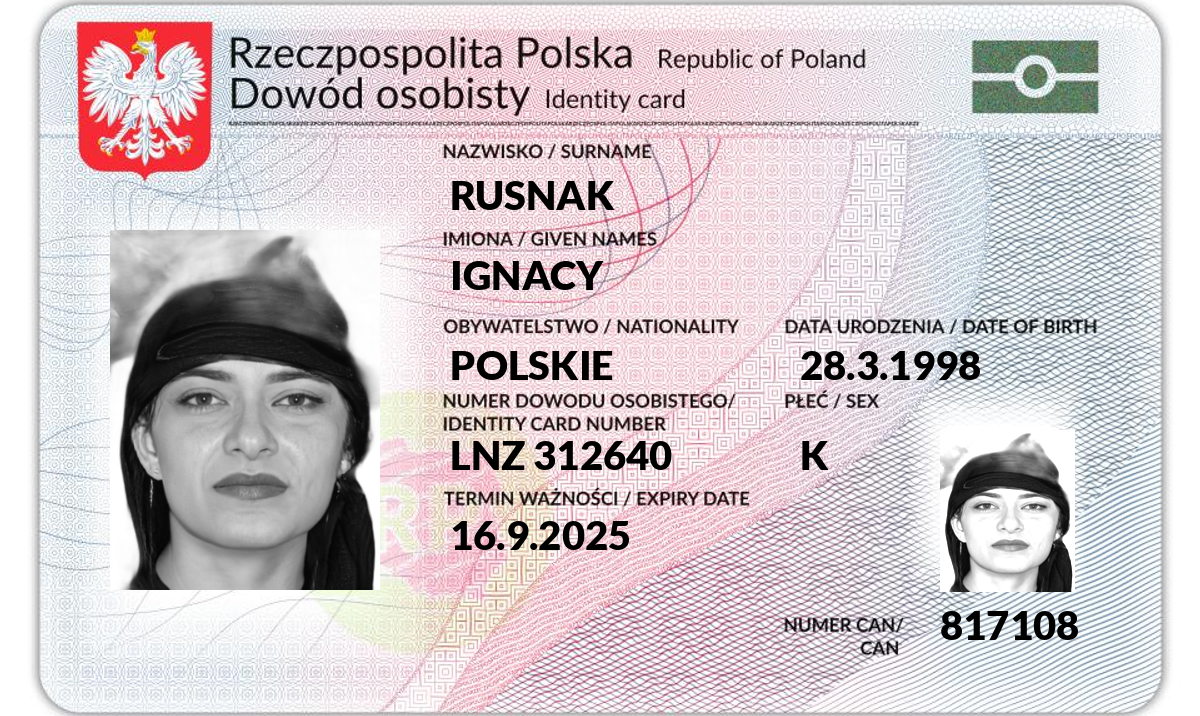 Rzeczpospolita Polska Republic of Poland
Dowód osobisty Identity card
NAZWISKO / SURNAME
RUSNAK
IMIONA / GIVEN NAMES
IGNACY
OBYWATELSTWO / NATIONALITY DATA URODZENIA / DATE OF BIRTH
POLSKIE 28.3.1998
NUMER DOWODU OSOBISTEGO/ PŁEĆ / SEX
IDENTITY CARD NUMBER
LNZ 312640 K
TERMIN WAŻNOŚCI / EXPIRY DATE
16.9.2025
NUMER CAN/ 817108
CAN